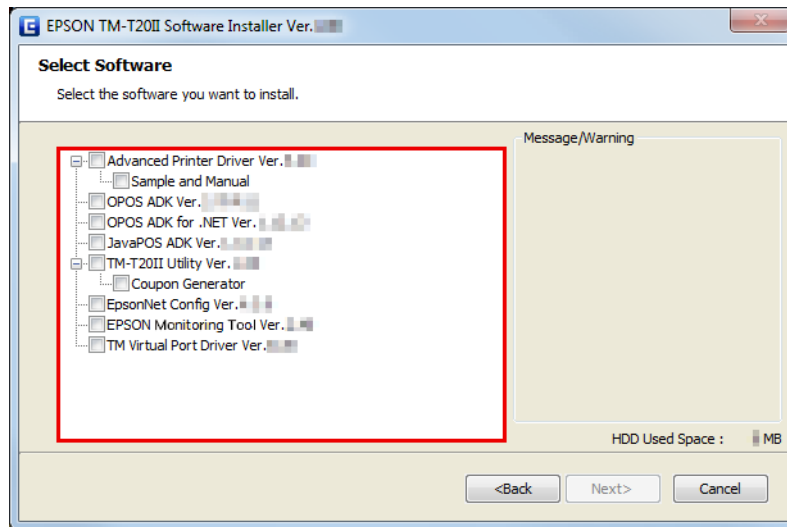 EPSON TM-T20II Software Installer Ver.
Select Software
Select the software you want to install.
Message/Warning
Advanced Printer Driver Ver.
Sample and Manual
OPOS ADK Ver.
OPOS ADK for .NET Ver.
JavaPOS ADK Ver.
TM-T20II Utility Ver.
Coupon Generator
EpsonNet Config Ver.
EPSON Monitoring Tool Ver.
TM Virtual Port Driver Ver.
HDD Used Space : MB
<Back Next> Cancel